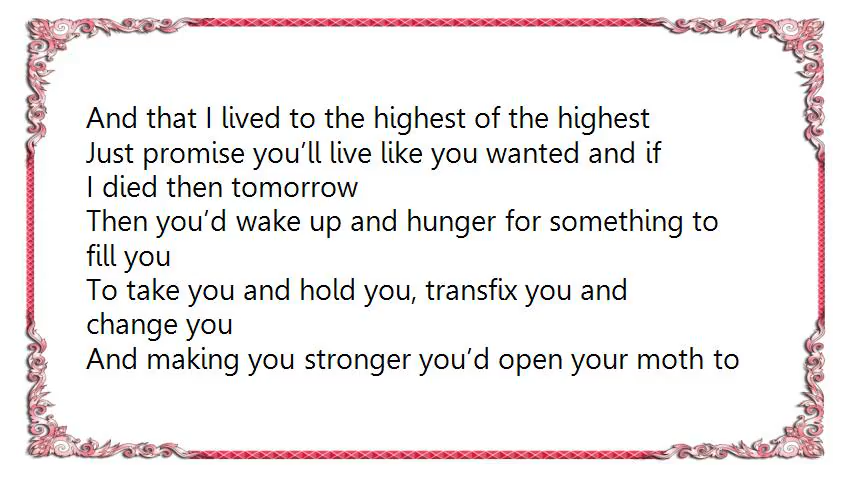 And that I lived to the highest of the highest
Just promise you’ll live like you wanted and if
I died then tomorrow
Then you’d wake up and hunger for something to
fill you
To take you and hold you, transfix you and
change you
And making you stronger you’d open your moth to